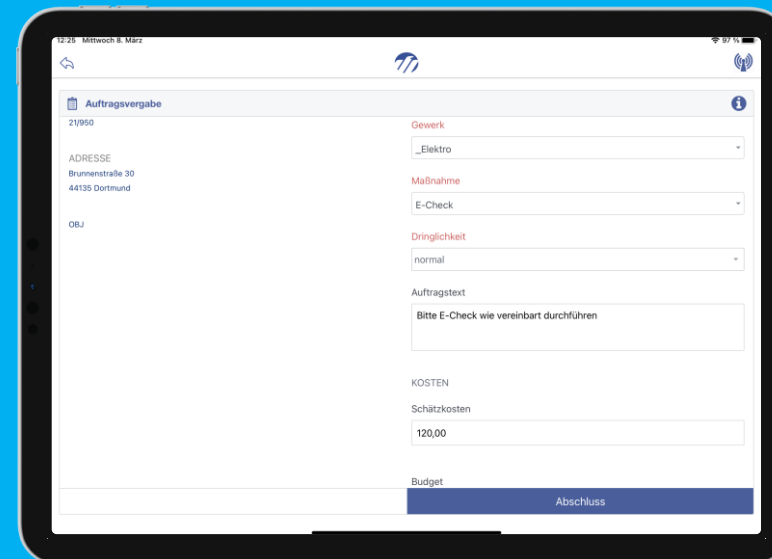 12:25 Mittwoch 8. März
97 %
Auftragsvergabe
21/950
ADRESSE
Brunnenstraße 30
44135 Dortmund
OBJ
Gewerk
_Elektro
Maßnahme
E-Check
Dringlichkeit
normal
Auftragstext
Bitte E-Check wie vereinbart durchführen
KOSTEN
Schätzkosten
120,00
Budget
Abschluss